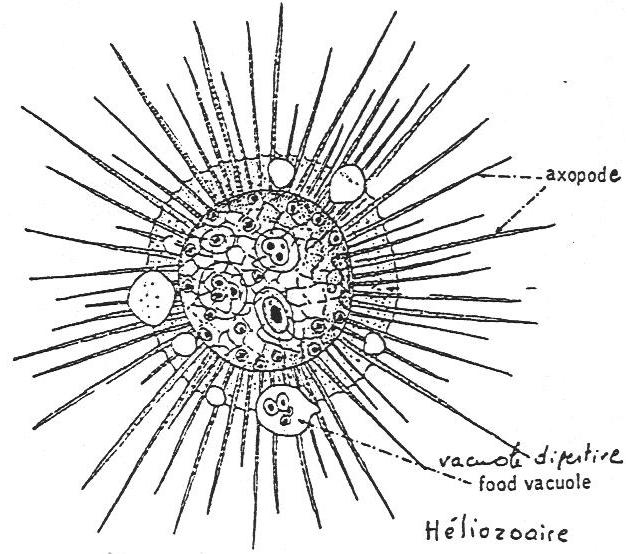 axopode
vacuole digestive
food vacuole
Héliozoaire